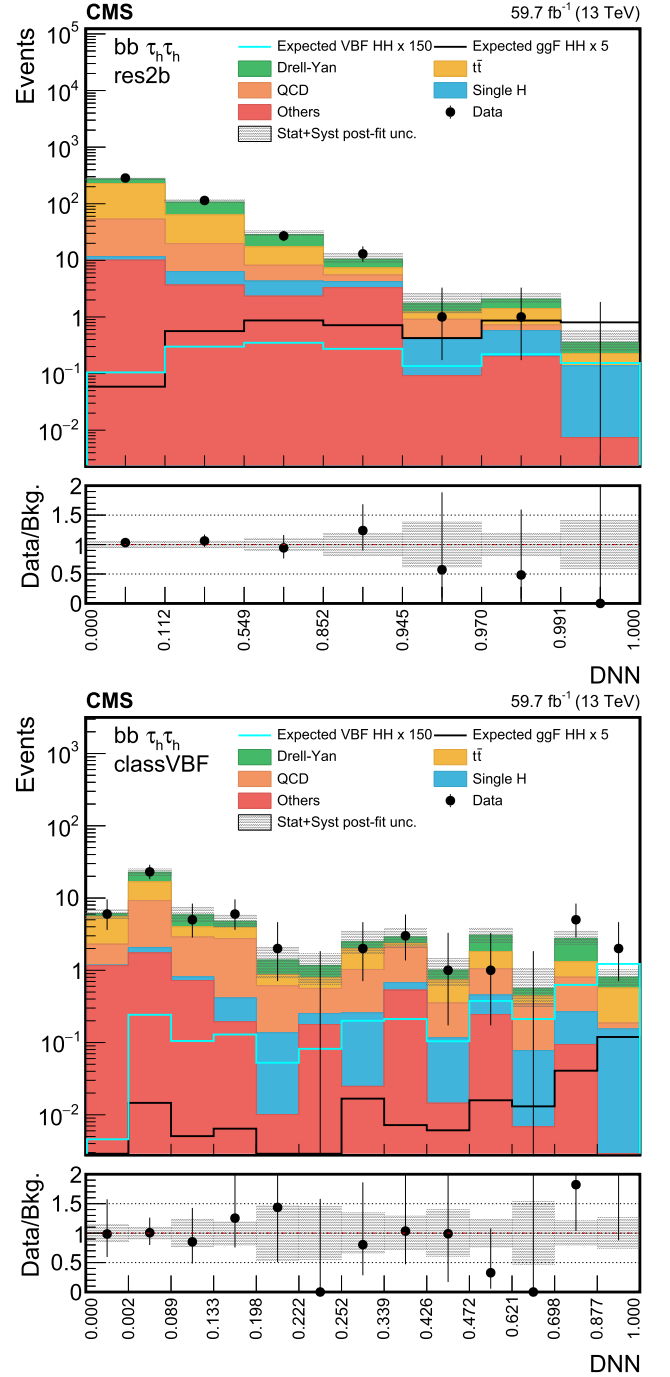 CMS 59.7 fb⁻¹ (13 TeV)
Events
bb τₕτₕ
res2b
Expected VBF HH x 150 Expected ggF HH x 5
Drell-Yan tt̄
QCD Single H
Others Data
Stat+Syst post-fit unc.
10⁵
10⁴
10³
10²
10
1
10⁻¹
10⁻²
Data/Bkg.
2
1.5
1
0.5
0
0.000 0.112 0.549 0.852 0.945 0.970 0.991 1.000
DNN
CMS 59.7 fb⁻¹ (13 TeV)
Events
bb τₕτₕ
classVBF
Expected VBF HH x 150 Expected ggF HH x 5
Drell-Yan tt̄
QCD Single H
Others Data
Stat+Syst post-fit unc.
10³
10²
10
1
10⁻¹
10⁻²
Data/Bkg.
2
1.5
1
0.5
0
0.000 0.002 0.089 0.133 0.198 0.222 0.252 0.339 0.426 0.472 0.621 0.698 0.877 1.000
DNN